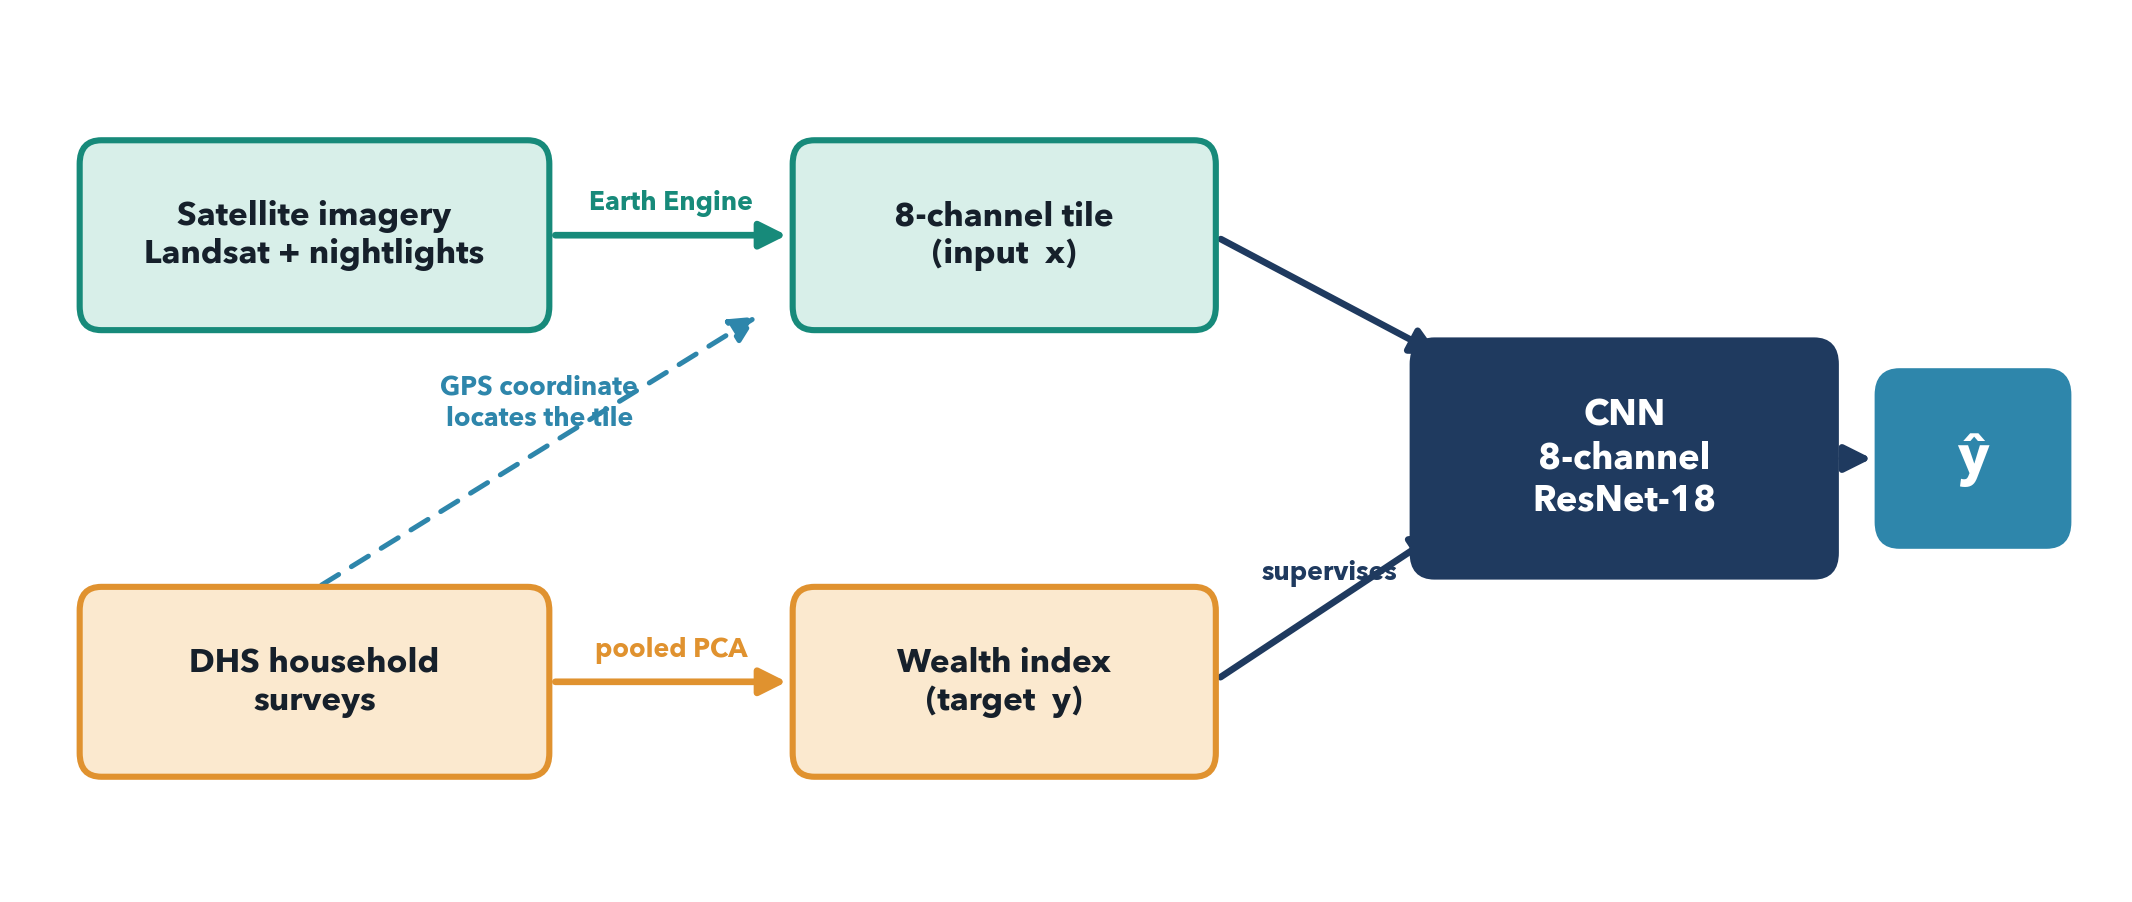 Satellite imagery
Landsat + nightlights
Earth Engine
8-channel tile
(input x)
GPS coordinate
locates the tile
CNN
8-channel
ResNet-18
ŷ
supervises
DHS household
surveys
pooled PCA
Wealth index
(target y)